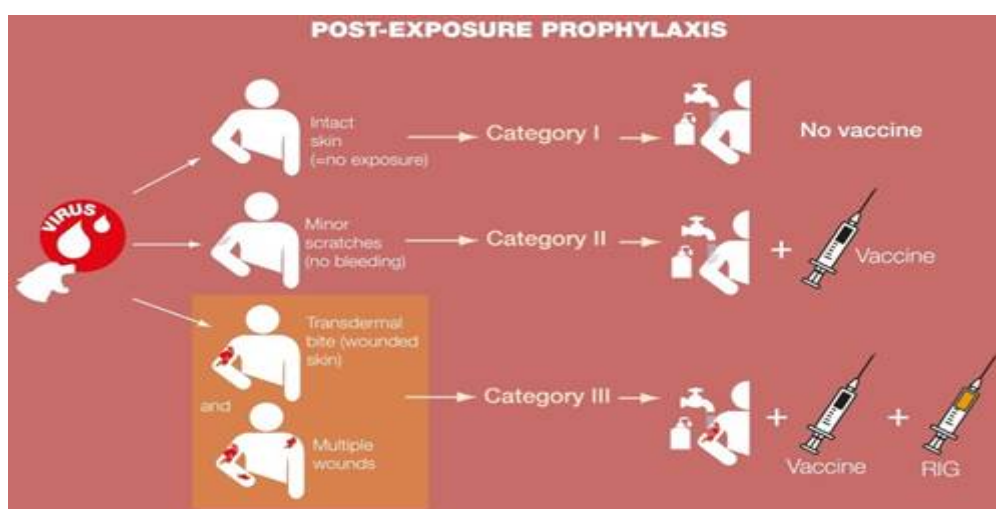 POST-EXPOSURE PROPHYLAXIS
VIRUS
Intact
skin
(=no exposure)
Category I
No vaccine
Minor
scratches
(no bleeding)
Category II
+
Vaccine
Transdermal
bite (wounded
skin)
and
Multiple
wounds
Category III
+
Vaccine
+
RIG